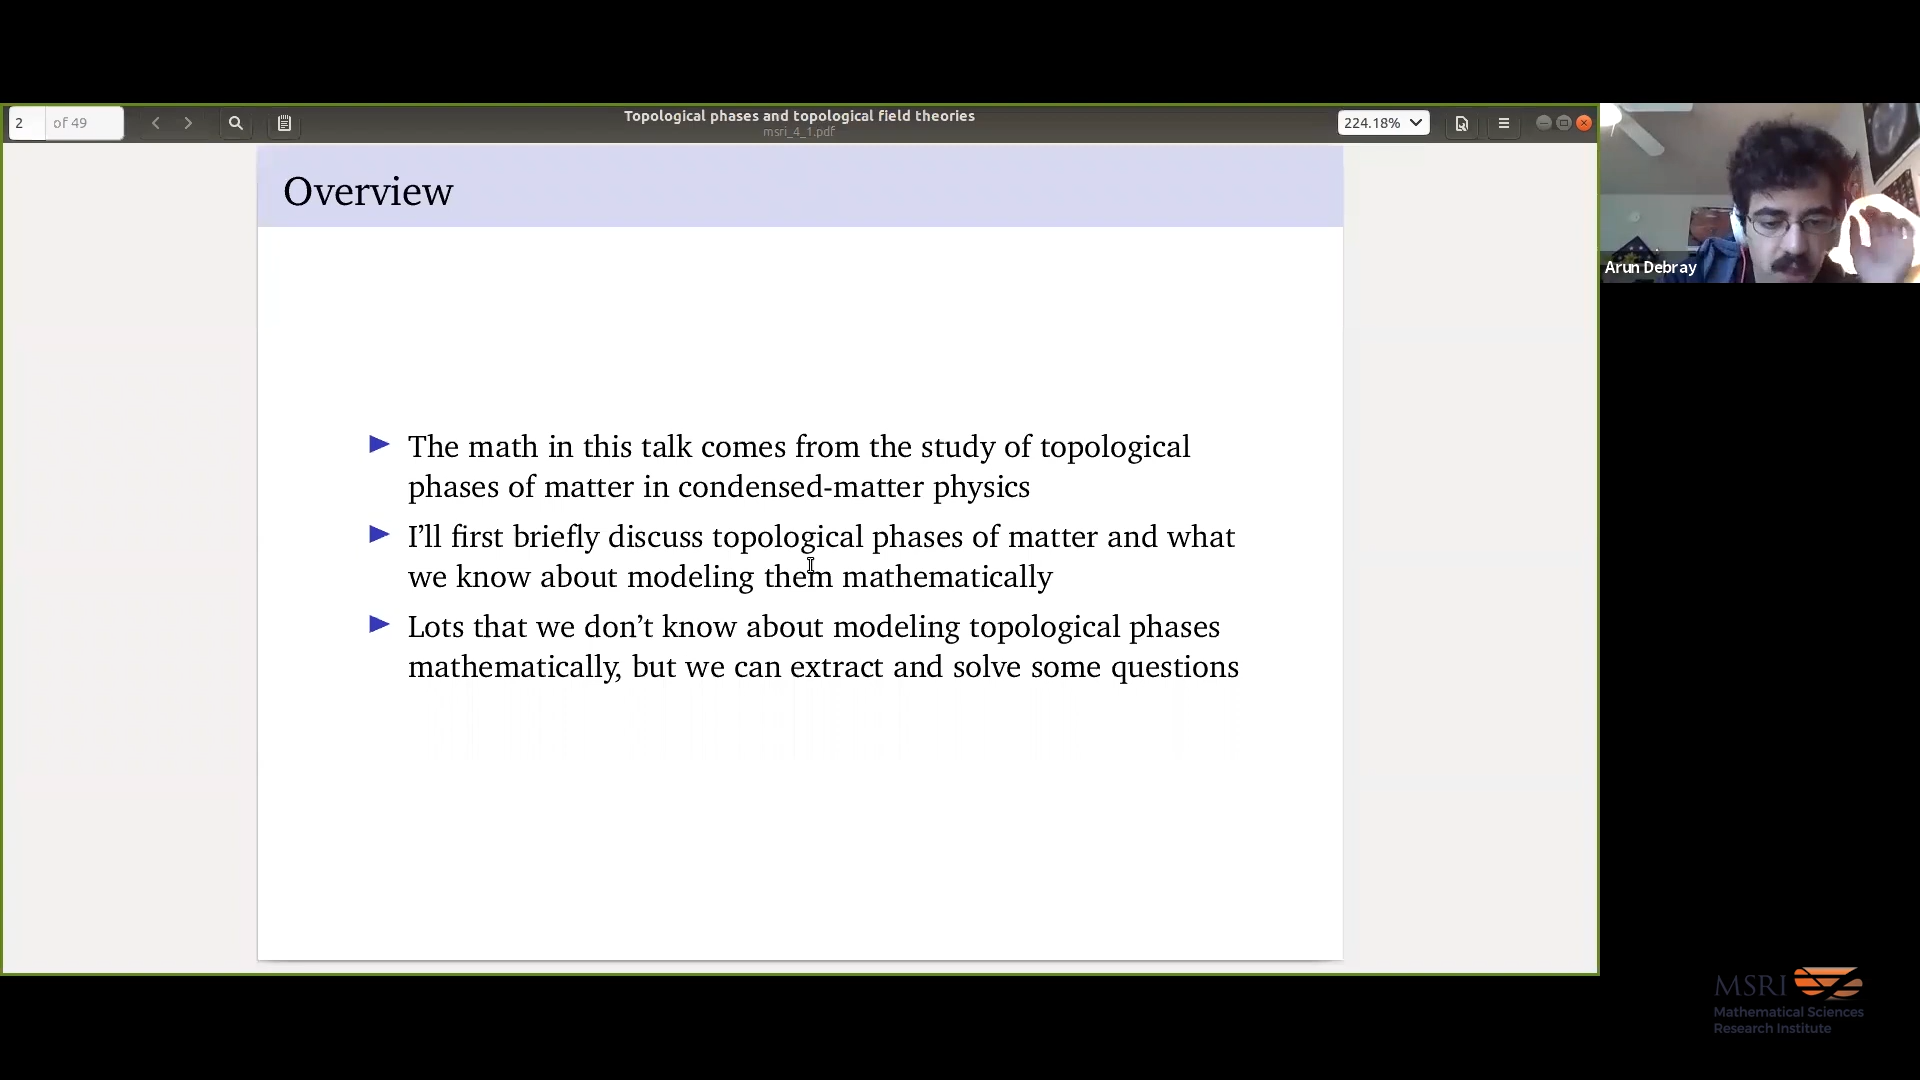 2 of 49
Topological phases and topological field theories
msri_4_1.pdf
224.18%
Overview
The math in this talk comes from the study of topological
phases of matter in condensed-matter physics
I'll first briefly discuss topological phases of matter and what
we know about modeling them mathematically
Lots that we don't know about modeling topological phases
mathematically, but we can extract and solve some questions
Arun Debray
MSRI
Mathematical Sciences
Research Institute